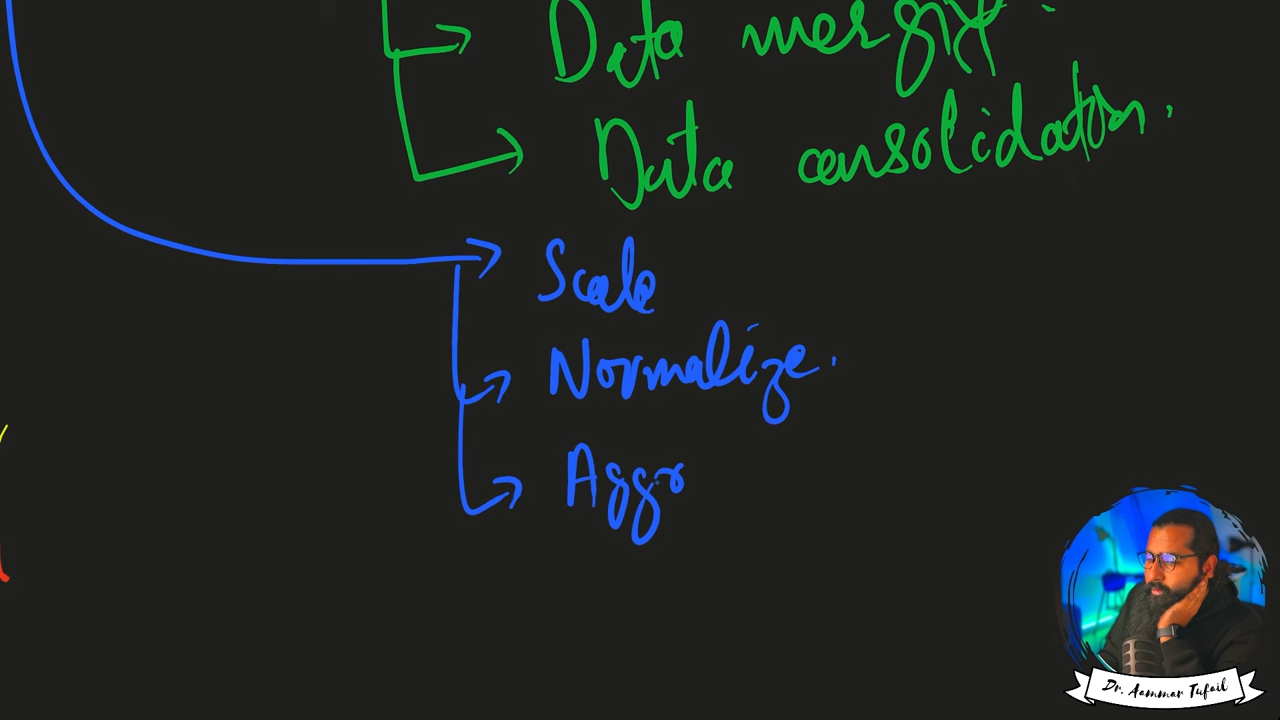 Data merging.
Data consolidation.
Scale
Normalize.
Aggr
Dr. Aammar Tufail